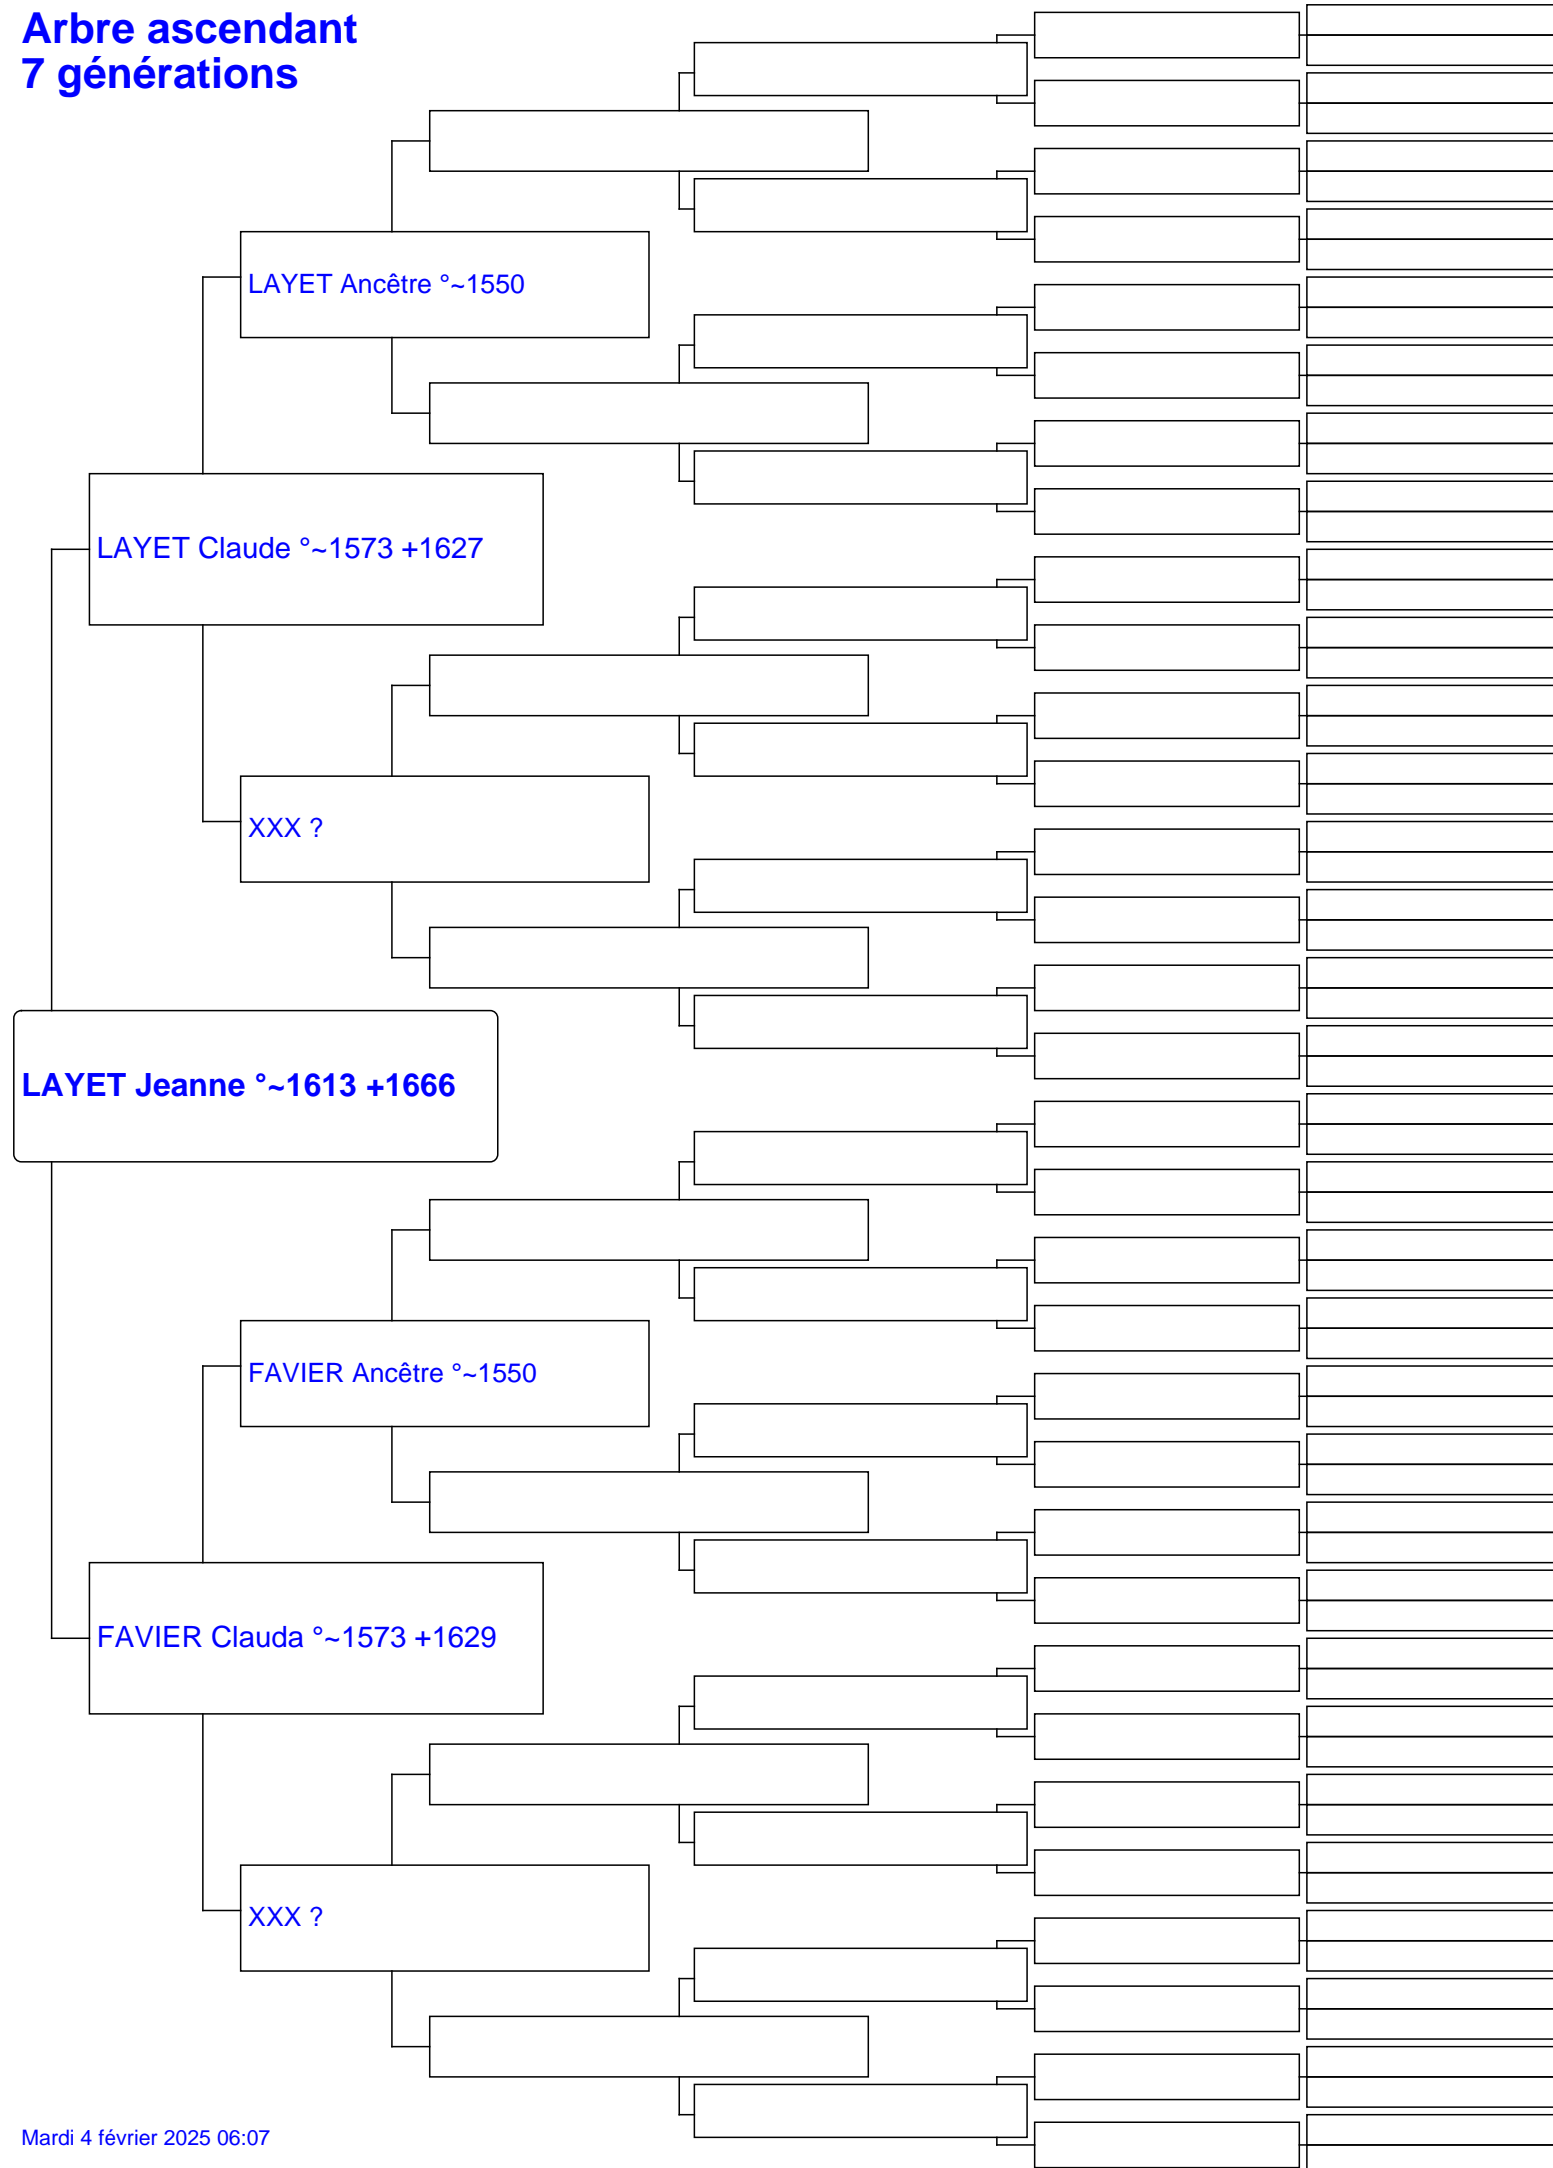 Arbre ascendant
7 générations
LAYET Ancêtre °~1550
LAYET Claude °~1573 +1627
XXX ?
LAYET Jeanne °~1613 +1666
FAVIER Ancêtre °~1550
FAVIER Clauda °~1573 +1629
XXX ?
Mardi 4 février 2025 06:07